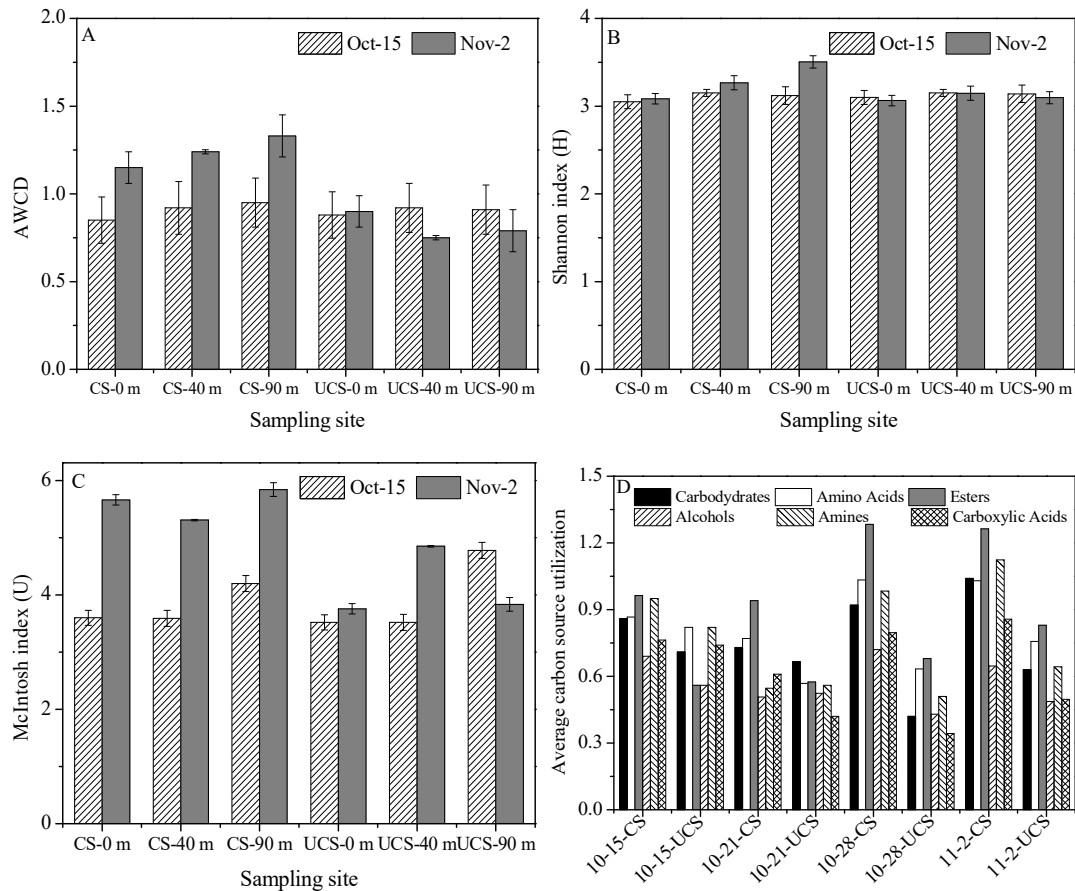 A
Oct-15 Nov-2
2.0
1.5
1.0
0.5
0.0
AWCD
CS-0 m CS-40 m CS-90 m UCS-0 m UCS-40 m UCS-90 m
Sampling site
B
Oct-15 Nov-2
4
3
2
1
0
Shannon index (H)
CS-0 m CS-40 m CS-90 m UCS-0 m UCS-40 m UCS-90 m
Sampling site
C
Oct-15 Nov-2
6
4
2
0
McIntosh index (U)
CS-0 m CS-40 m CS-90 m UCS-0 m UCS-40 m UCS-90 m
Sampling site
D
Carbodydrates Amino Acids Esters
Alcohols Amines Carboxylic Acids
1.5
1.2
0.9
0.6
0.3
0.0
Average carbon source utilization
10-15-CS 10-15-UCS 10-21-CS 10-21-UCS 10-28-CS 10-28-UCS 11-2-CS 11-2-UCS